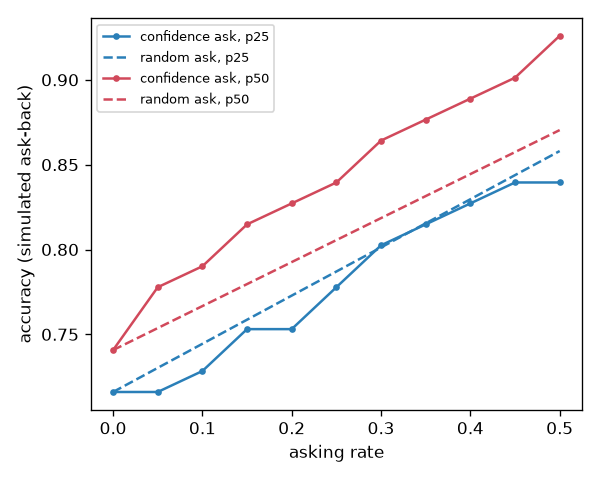 confidence ask, p25
random ask, p25
confidence ask, p50
random ask, p50
accuracy (simulated ask-back)
0.90
0.85
0.80
0.75
0.0 0.1 0.2 0.3 0.4 0.5
asking rate